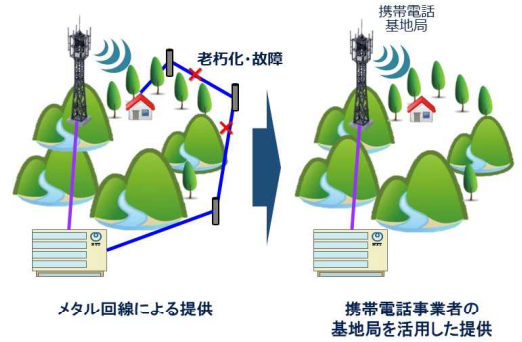 携帯電話
基地局
老朽化・故障
NTT
NTT
メタル回線による提供
携帯電話事業者の
基地局を活用した提供